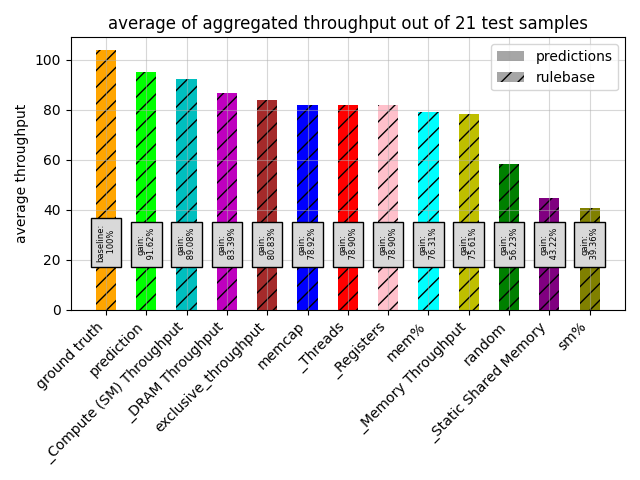 average of aggregated throughput out of 21 test samples
predictions
rulebase
average throughput
100
80
60
40
20
0
baseline:
100%
gain:
91.62%
gain:
89.08%
gain:
83.39%
gain:
80.83%
gain:
78.92%
gain:
78.90%
gain:
78.90%
gain:
76.31%
gain:
75.61%
gain:
56.23%
gain:
43.22%
gain:
39.36%
ground truth
prediction
_Compute (SM) Throughput
_DRAM Throughput
exclusive_throughput
memcap
_Threads
_Registers
mem%
_Memory Throughput
random
_Static Shared Memory
sm%